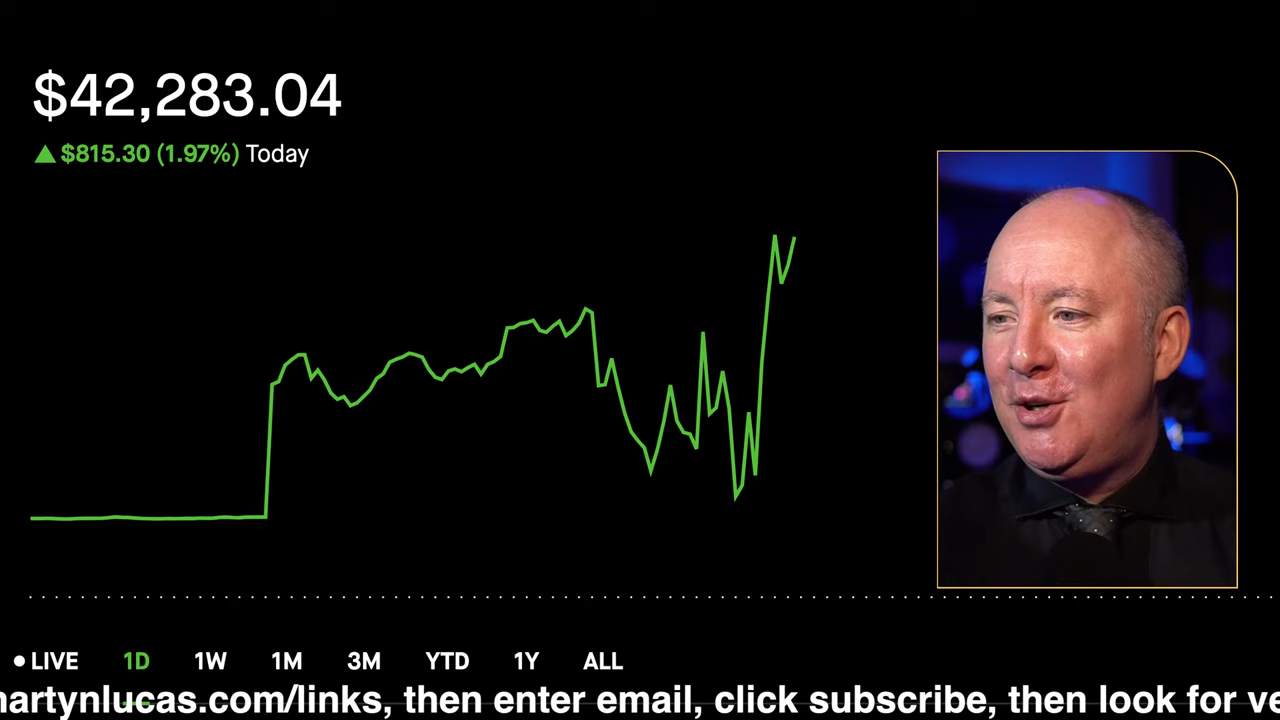 $42,283.04
▲ $815.30 (1.97%) Today
LIVE 1D 1W 1M 3M YTD 1Y ALL
martynlucas.com/links, then enter email, click subscribe, then look for ve